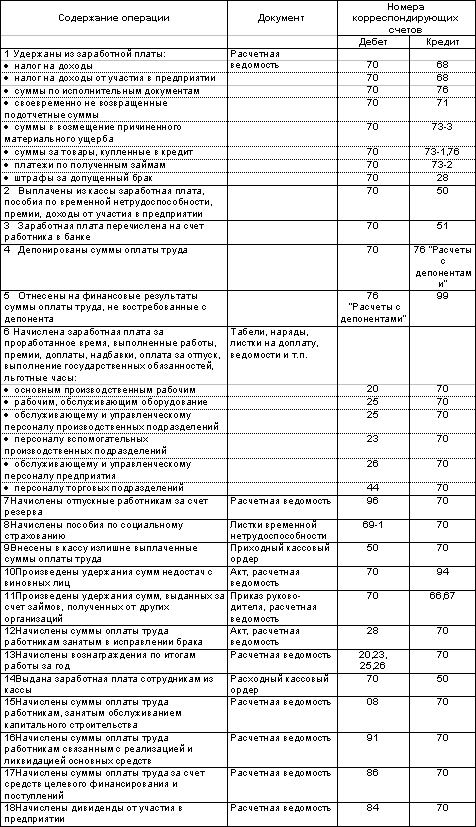 Содержание операции Документ Номера
корреспондирующих
счетов
Дебет Кредит
1 Удержаны из заработной платы: Расчетная
• налог на доходы ведомость 70 68
• налог на доходы от участия в предприятии 70 68
• суммы по исполнительным документам 70 76
• своевременно не возвращенные 70 71
подотчетные суммы
• суммы в возмещение причиненного 70 73-3
материального ущерба
• суммы за товары, купленные в кредит 70 73-1,76
• платежи по полученным займам 70 73-2
• штрафы за допущенный брак 70 28
2 Выплачены из кассы заработная плата, 70 50
пособия по временной нетрудоспособности,
премии, доходы от участия в предприятии
3 Заработная плата перечислена на счет 70 51
работника в банке
4 Депонированы суммы оплаты труда 70 76 "Расчеты
с
депонентам
и"
5 Отнесены на финансовые результаты 76 99
суммы оплаты труда, не востребованные с "Расчеты с
депонента депонентами"
6 Начислена заработная плата за Табели, наряды,
проработанное время, выполненные работы, листки на доплату,
премии, доплаты, надбавки, оплата за отпуск, ведомости и т.п.
выполнение государственных обязанностей,
льготные часы:
• основным производственным рабочим 20 70
• рабочим, обслуживающим оборудование 25 70
• обслуживающему и управленческому 25 70
персоналу производственных подразделений
• персоналу вспомогательных 23 70
производственных подразделений
• обслуживающему и управленческому 26 70
персоналу предприятия
• персоналу торговых подразделений 44 70
7Начислены отпускные работникам за счет Расчетная ведомость 96 70
резерва
8Начислены пособия по социальному Листки временной 69-1 70
страхованию нетрудоспособности
9Внесены в кассу излишне выплаченные Приходный кассовый 50 70
суммы оплаты труда ордер
10Произведены удержания сумм недостач с Акт, расчетная 70 94
виновных лиц ведомость
11Произведены удержания сумм, выданных за Приказ руково- 70 66,67
счет займов, полученных от других дителя, расчетная
организаций ведомость
12Начислены суммы оплаты труда Акт, расчетная 28 70
работникам занятым в исправлении брака ведомость
13Начислены вознаграждения по итогам Расчетная ведомость 20,23, 70
работы за год 25,26
14Выдана заработная плата сотрудникам из Расходный кассовый 70 50
кассы ордер
15Начислены суммы оплаты труда Расчетная ведомость 08 70
работникам, занятым обслуживанием
капитального строительства
16Начислены суммы оплаты труда Расчетная ведомость 91 70
работникам связанным с реализацией и
ликвидацией основных средств
17Начислены суммы оплаты труда за счет Расчетная ведомость 86 70
средств целевого финансирования и
поступлений
18Начислены дивиденды от участия в Расчетная ведомость 84 70
предприятии